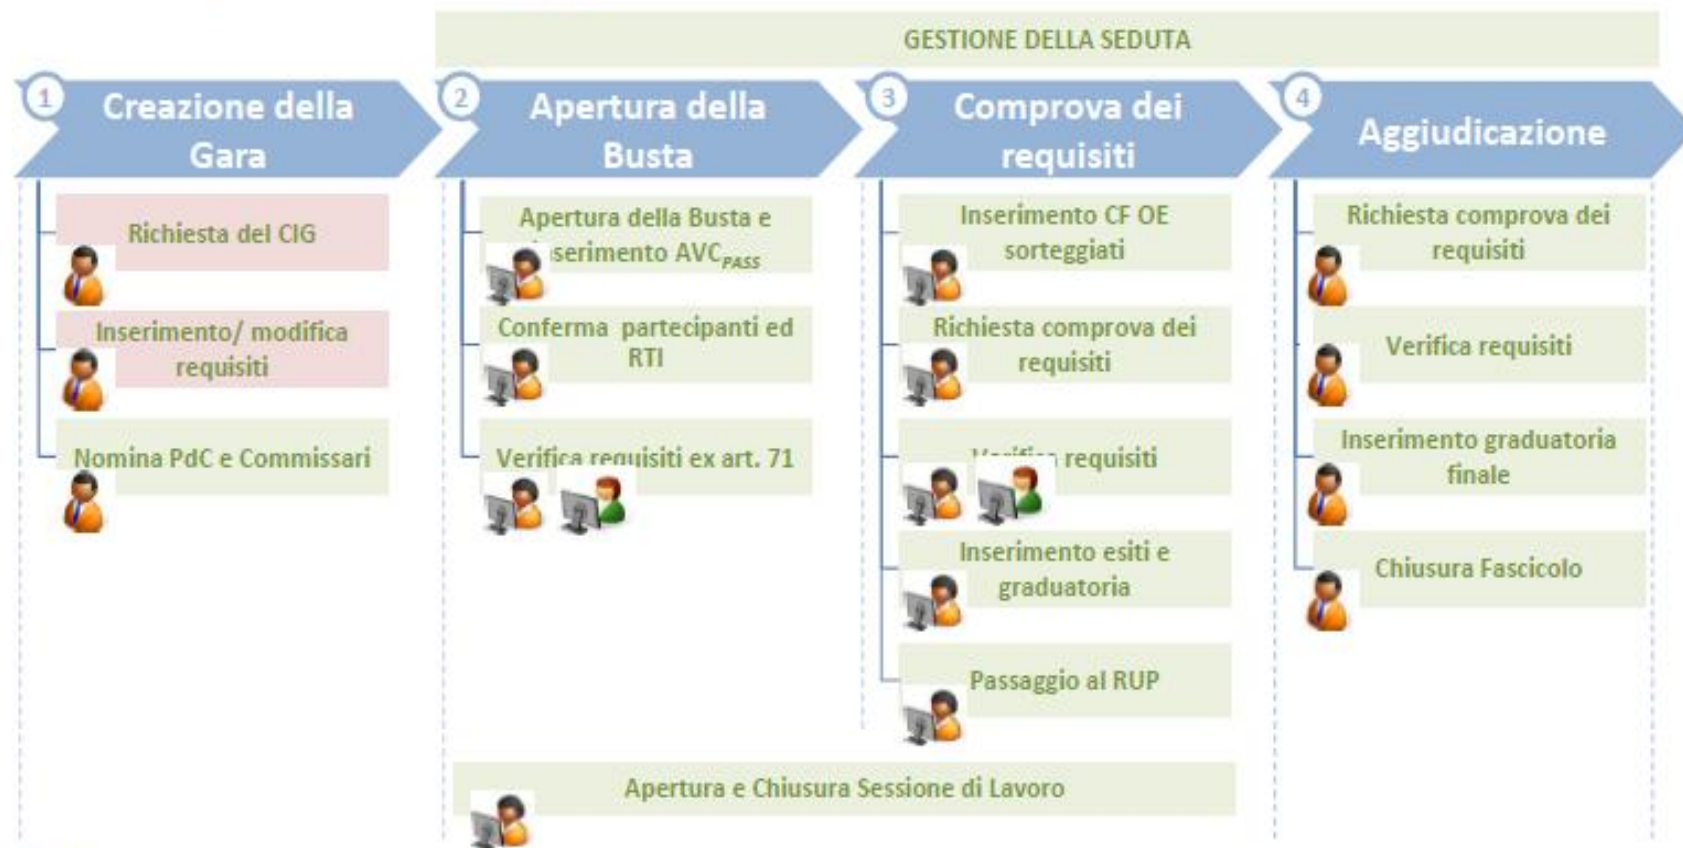 GESTIONE DELLA SEDUTA
1
Creazione della
Gara
Richiesta del CIG
Inserimento/ modifica
requisiti
Nomina PdC e Commissari
2
Apertura della
Busta
Apertura della Busta e
nserimento AVCPASS
Conferma partecipanti ed
RTI
Verifica requisiti ex art. 71
3
Comprova dei
requisiti
Inserimento CF OE
sorteggiati
Richiesta comprova dei
requisiti
Verifica requisiti
Inserimento esiti e
graduatoria
Passaggio al RUP
4
Aggiudicazione
Richiesta comprova dei
requisiti
Verifica requisiti
Inserimento graduatoria
finale
Chiusura Fascicolo
Apertura e Chiusura Sessione di Lavoro